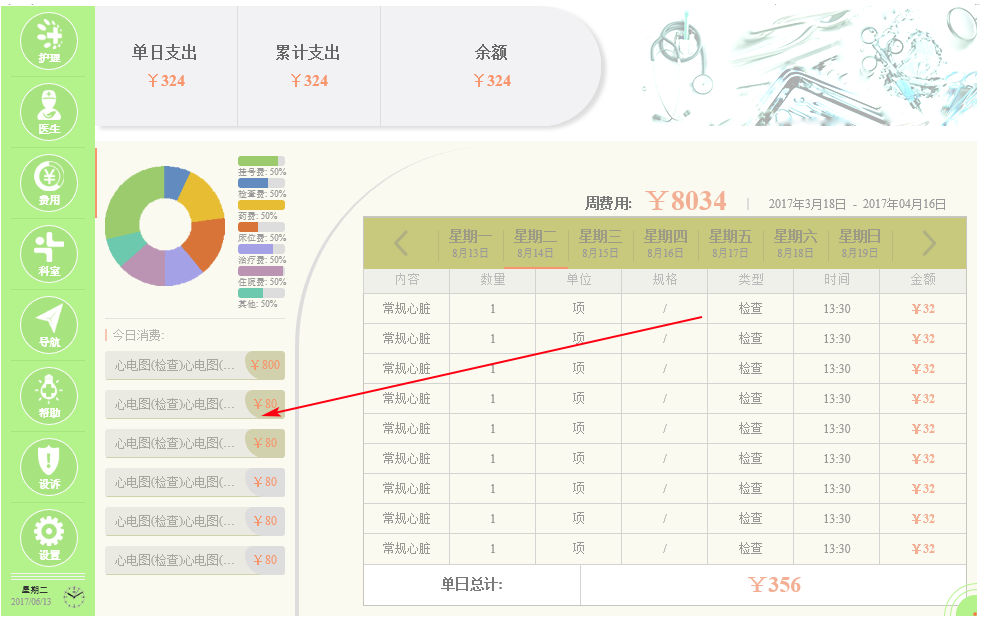 护理
医生
费用
科室
导航
帮助
投诉
设置
星期二
2017/06/13
单日支出 累计支出 余额
￥324 ￥324 ￥324
挂号费: 50%
检查费: 50%
药费: 50%
床位费: 50%
治疗费: 50%
住院费: 50%
其他: 50%
今日消费:
心电图(检查)心电图(... ￥800
心电图(检查)心电图(... ￥80
心电图(检查)心电图(... ￥80
心电图(检查)心电图(... ￥80
心电图(检查)心电图(... ￥80
心电图(检查)心电图(... ￥80
周费用: ￥8034 | 2017年3月18日 - 2017年04月16日
星期一 星期二 星期三 星期四 星期五 星期六 星期日
8月13日 8月14日 8月15日 8月16日 8月17日 8月18日 8月19日
内容 数量 单位 规格 类型 时间 金额
常规心脏 1 项 / 检查 13:30 ￥32
常规心脏 1 项 / 检查 13:30 ￥32
常规心脏 1 项 / 检查 13:30 ￥32
常规心脏 1 项 / 检查 13:30 ￥32
常规心脏 1 项 / 检查 13:30 ￥32
常规心脏 1 项 / 检查 13:30 ￥32
常规心脏 1 项 / 检查 13:30 ￥32
常规心脏 1 项 / 检查 13:30 ￥32
常规心脏 1 项 / 检查 13:30 ￥32
单日总计: ￥356